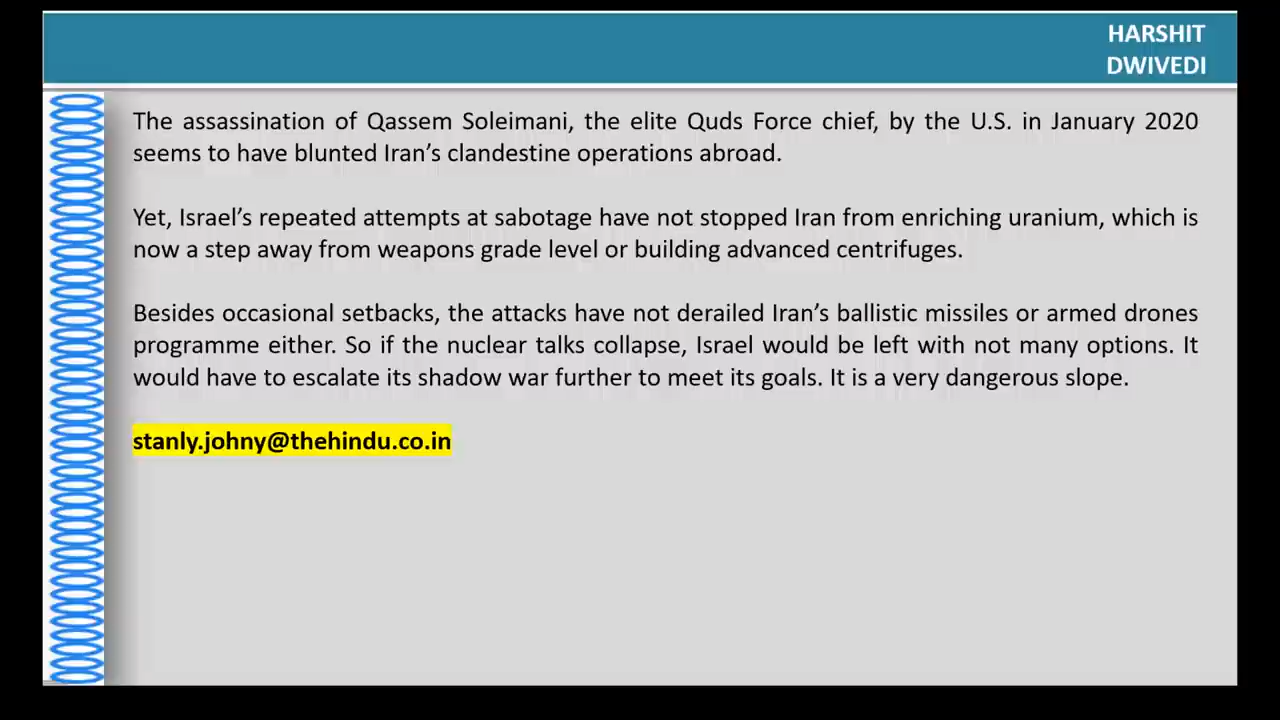 HARSHIT
DWIVEDI
The assassination of Qassem Soleimani, the elite Quds Force chief, by the U.S. in January 2020
seems to have blunted Iran’s clandestine operations abroad.
Yet, Israel’s repeated attempts at sabotage have not stopped Iran from enriching uranium, which is
now a step away from weapons grade level or building advanced centrifuges.
Besides occasional setbacks, the attacks have not derailed Iran’s ballistic missiles or armed drones
programme either. So if the nuclear talks collapse, Israel would be left with not many options. It
would have to escalate its shadow war further to meet its goals. It is a very dangerous slope.
stanly.johny@thehindu.co.in